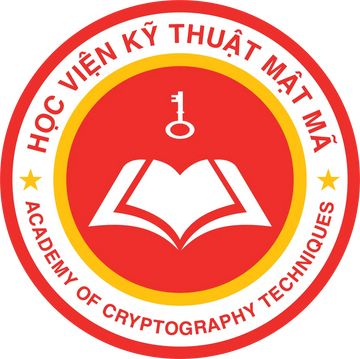 HỌC VIỆN KỸ THUẬT MẬT MÃ
ACADEMY OF CRYPTOGRAPHY TECHNIQUES